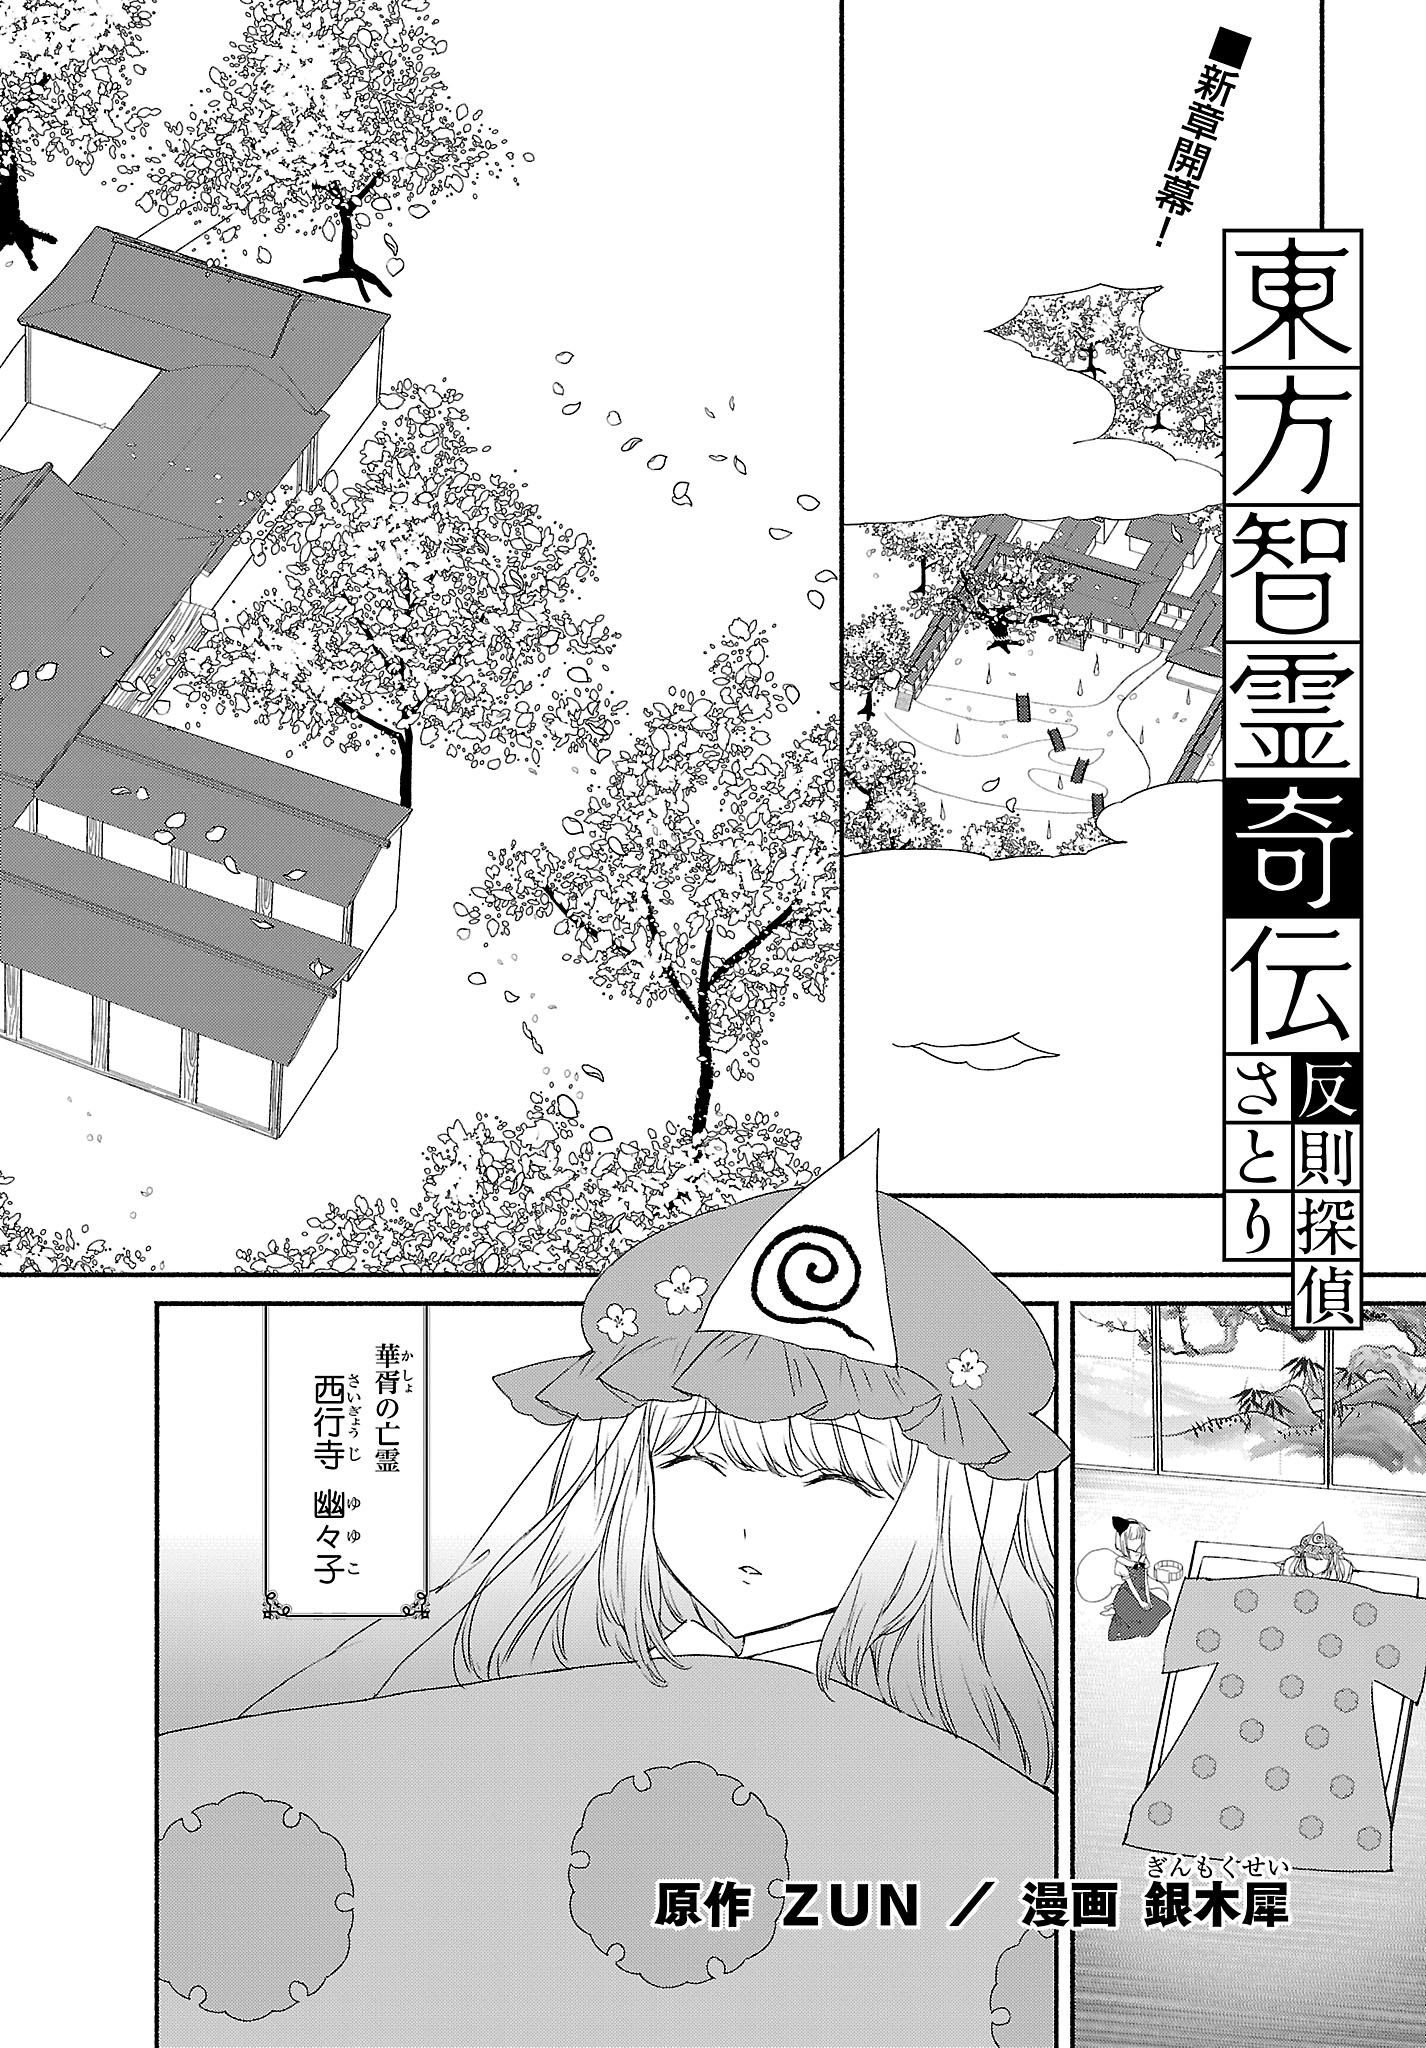 ■新章開幕！
東方智霊奇伝
反則探偵
さとり
華胥の亡霊
かしょ
西行寺 幽々子
さいぎょうじ ゆゆこ
ぎんもくせい
原作 ZUN ／ 漫画 銀木犀